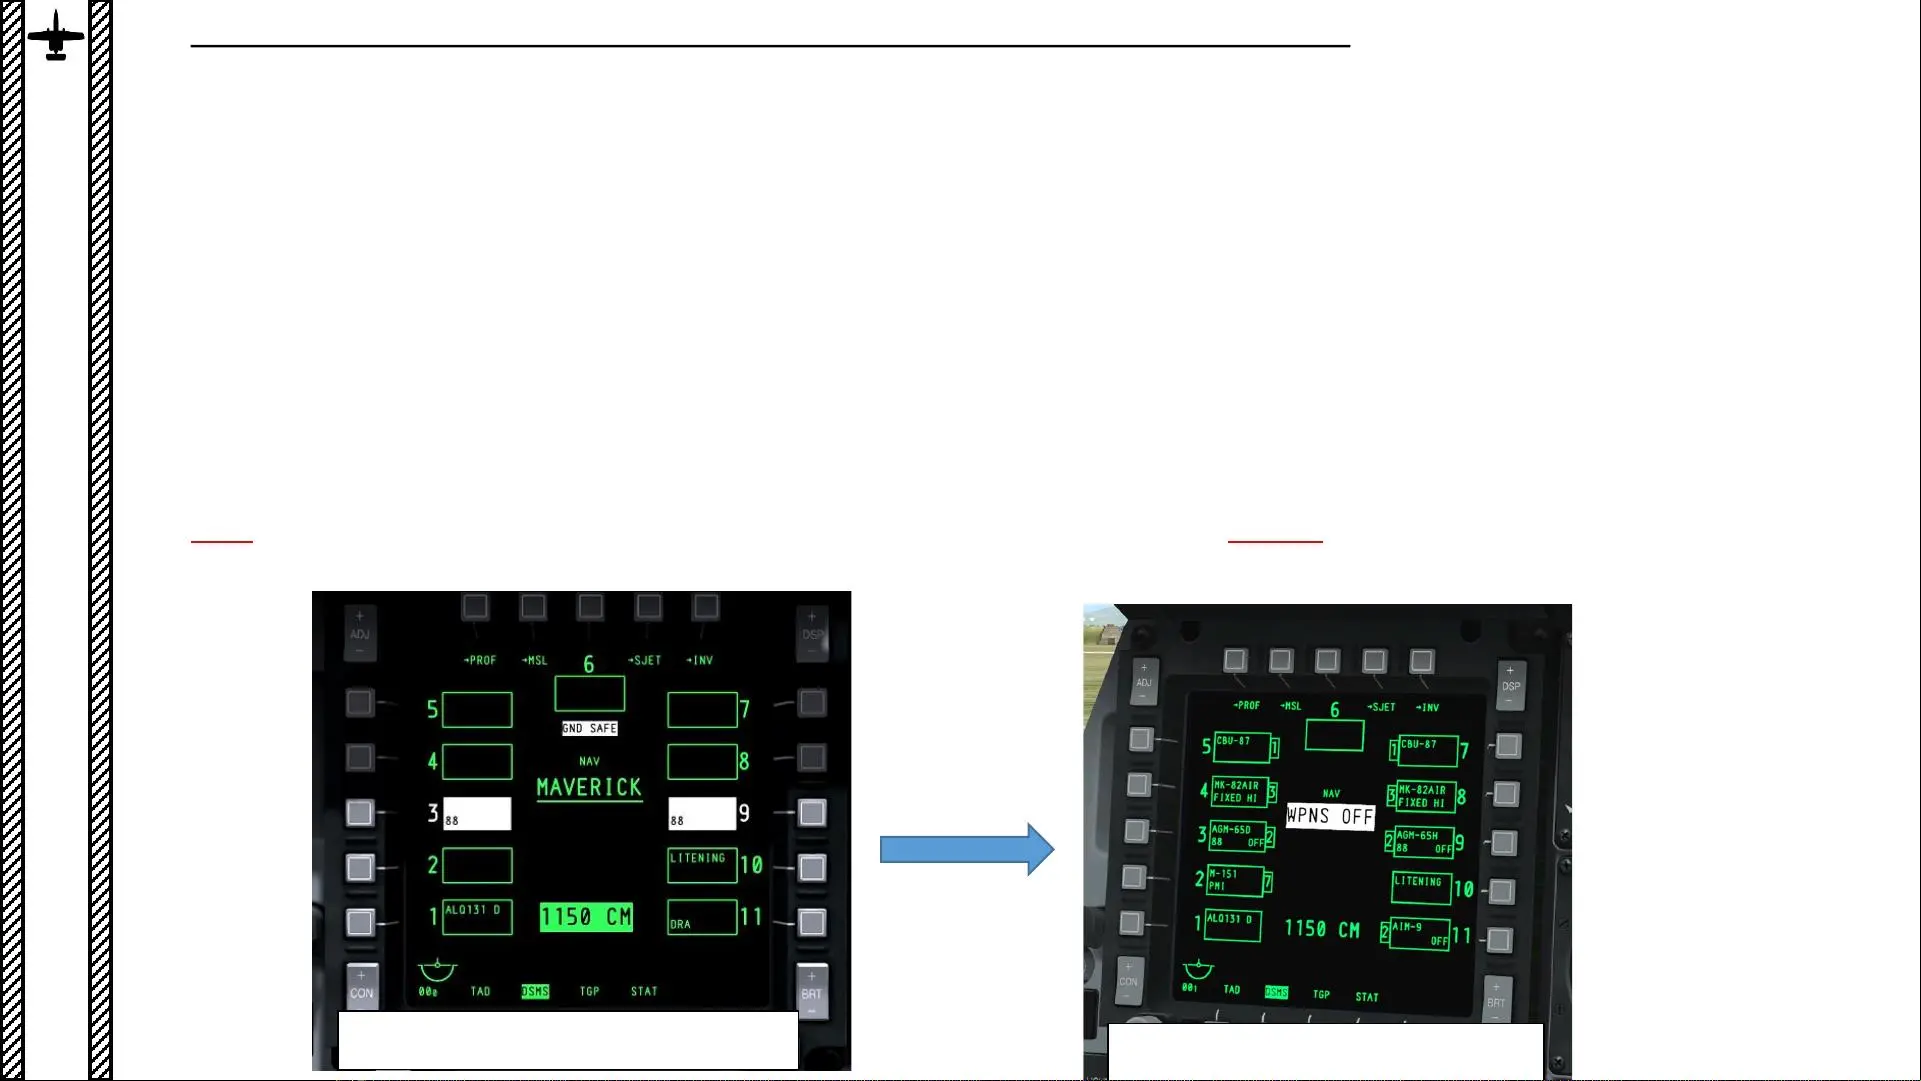 +
ADJ
-
+
DSP
-
→PROF →MSL 6 →SJET →INV
5 7
GND SAFE
4 NAV 8
MAVERICK
3 88 88 9
2 LITENING 10
1 ALQ131 D 1150 CM DRA 11
TAD DSMS TGP STAT
+
CON
+
BRT
-
+
ADJ
-
+
DSP
-
→PROF →MSL 6 →SJET →INV
5 CBU-87 1 1 CBU-87 7
4 MK-82AIR 3 NAV 3 MK-82AIR 8
FIXED HI FIXED HI
WPNS OFF
3 AGM-65D 2 2 AGM-65H 9
88 OFF 88 OFF
2 M-151 7 LITENING 10
PMI
1 ALQ131 D 1150 CM 2 AIM-9 11
OFF
001 TAD DSMS TGP STAT
+
CON
-
+
BRT
-